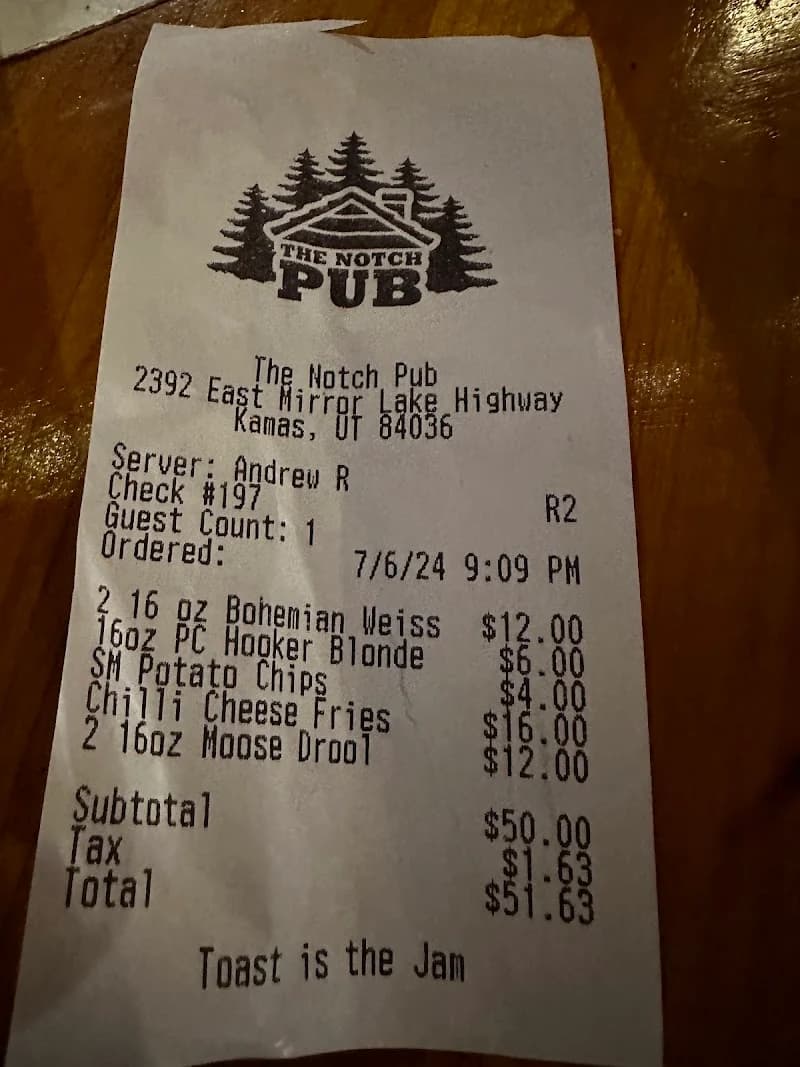 THE NOTCH
PUB
The Notch Pub
2392 East Mirror Lake Highway
Kamas, UT 84036
Server: Andrew R
Check #197 R2
Guest Count: 1
Ordered: 7/6/24 9:09 PM
2 16 oz Bohemian Weiss $12.00
16oz PC Hooker Blonde $6.00
SM Potato Chips $4.00
Chilli Cheese Fries $16.00
2 16oz Moose Drool $12.00
Subtotal $50.00
Tax $1.63
Total $51.63
Toast is the Jam